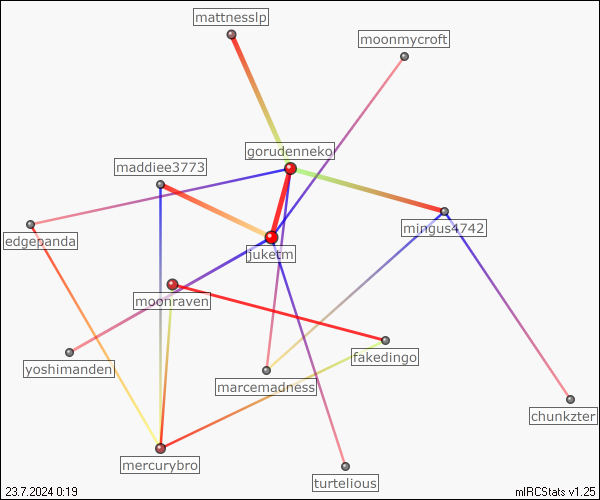 mattnesslp
moonmycroft
gorudenneko
maddiee3773
mingus4742
edgepanda
juketm
moonraven
fakedingo
yoshimanden
marcemadness
chunkzter
mercurybro
turtelious
23.7.2024 0:19
mIRCStats v1.25